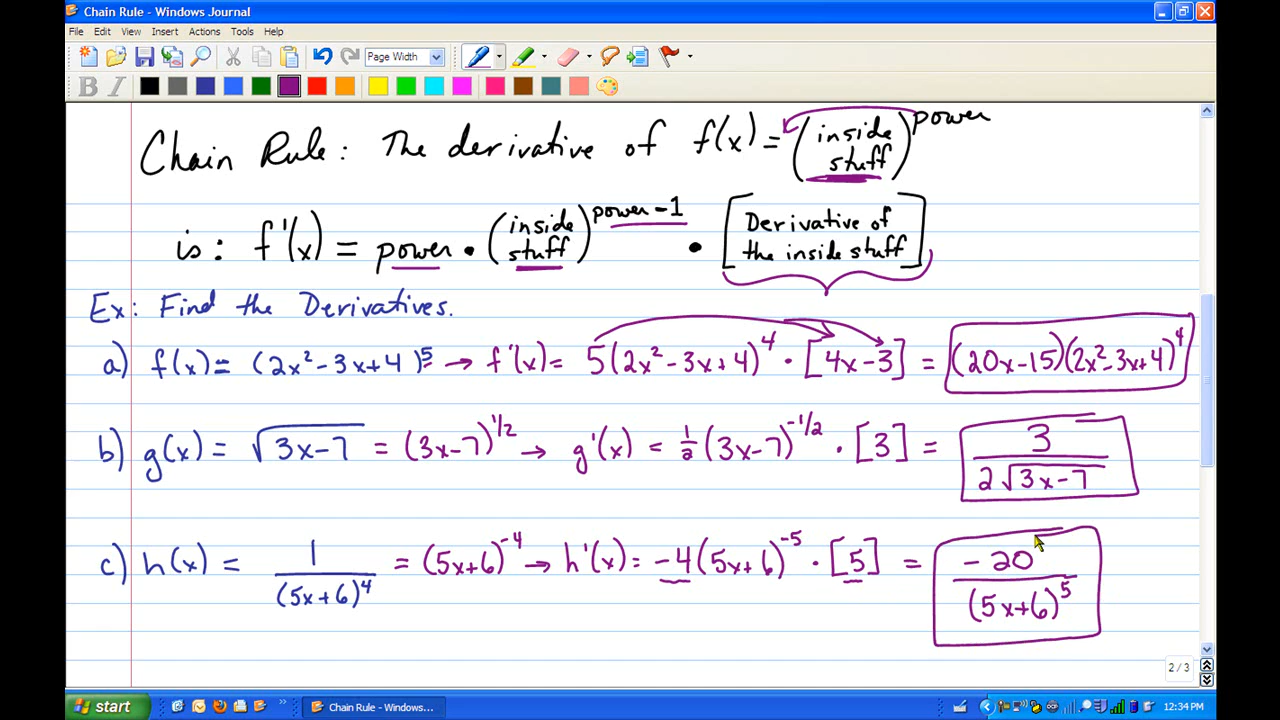 Chain Rule - Windows Journal
File Edit View Insert Actions Tools Help
Page Width
B I
Chain Rule: The derivative of f(x) = (inside stuff)^power
is: f'(x) = power • (inside stuff)^power-1 • [Derivative of the inside stuff]
Ex: Find the Derivatives.
a) f(x) = (2x²-3x+4)⁵ → f'(x) = 5(2x²-3x+4)⁴ · [4x-3] = (20x-15)(2x²-3x+4)⁴
b) g(x) = √(3x-7) = (3x-7)^1/2 → g'(x) = 1/2 (3x-7)^-1/2 · [3] = 3/(2√(3x-7))
c) h(x) = 1/(5x+6)⁴ = (5x+6)^-4 → h'(x) = -4(5x+6)^-5 · [5] = -20/(5x+6)⁵
2/3
start
Chain Rule - Windows...
12:34 PM